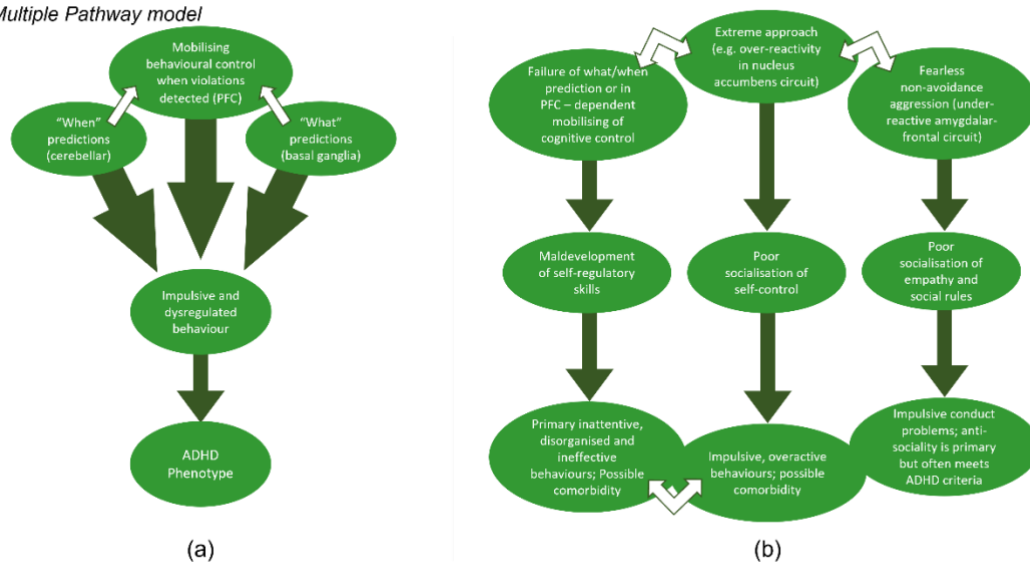 Multiple Pathway model
Mobilising
behavioural control
when violations
detected (PFC)
"When"
predictions
(cerebellar)
"What"
predictions
(basal ganglia)
Impulsive and
dysregulated
behaviour
ADHD
Phenotype
(a)
Failure of what/when
prediction or in
PFC – dependent
mobilising of
cognitive control
Extreme approach
(e.g. over-reactivity
in nucleus
accumbens circuit)
Fearless
non-avoidance
aggression (under-
reactive amygdalar-
frontal circuit)
Maldevelopment
of self-regulatory
skills
Poor
socialisation of
self-control
Poor
socialisation of
empathy and
social rules
Primary inattentive,
disorganised and
ineffective
behaviours; Possible
comorbidity
Impulsive, overactive
behaviours; possible
comorbidity
Impulsive conduct
problems; anti-
sociality is primary
but often meets
ADHD criteria
(b)